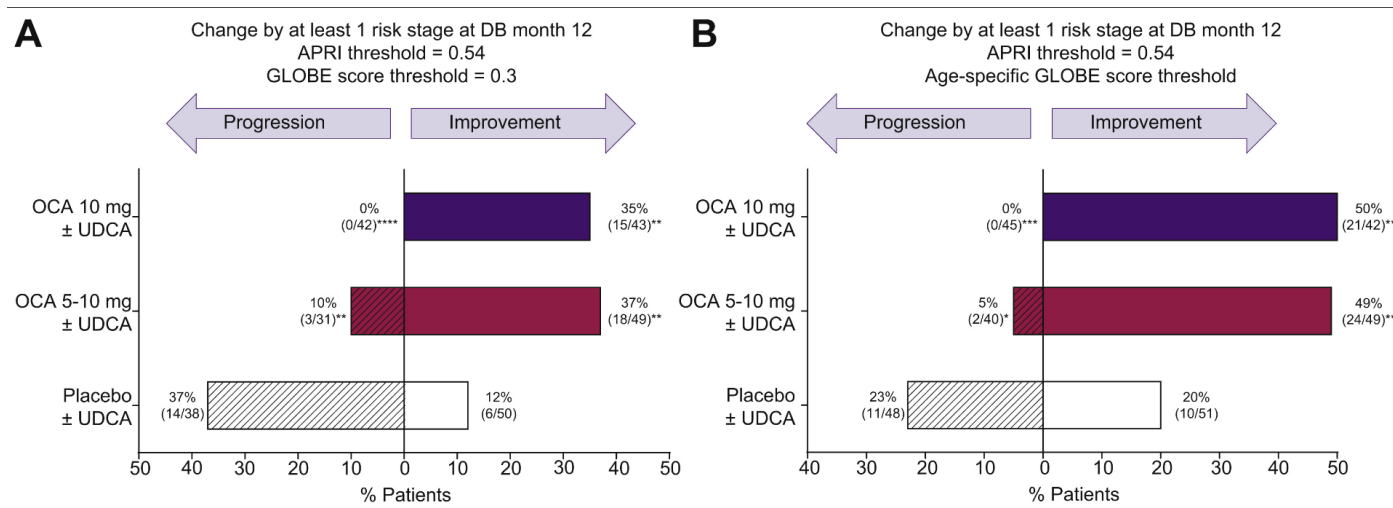 A
Change by at least 1 risk stage at DB month 12
APRI threshold = 0.54
GLOBE score threshold = 0.3
Progression
Improvement
OCA 10 mg
± UDCA
0%
(0/42)****
35%
(15/43)**
OCA 5-10 mg
± UDCA
10%
(3/31)**
37%
(18/49)**
Placebo
± UDCA
37%
(14/38)
12%
(6/50)
50 40 30 20 10 0 10 20 30 40 50
% Patients
B
Change by at least 1 risk stage at DB month 12
APRI threshold = 0.54
Age-specific GLOBE score threshold
Progression
Improvement
OCA 10 mg
± UDCA
0%
(0/45)***
50%
(21/42)**
OCA 5-10 mg
± UDCA
5%
(2/40)*
49%
(24/49)**
Placebo
± UDCA
23%
(11/48)
20%
(10/51)
40 30 20 10 0 10 20 30 40 50
% Patients